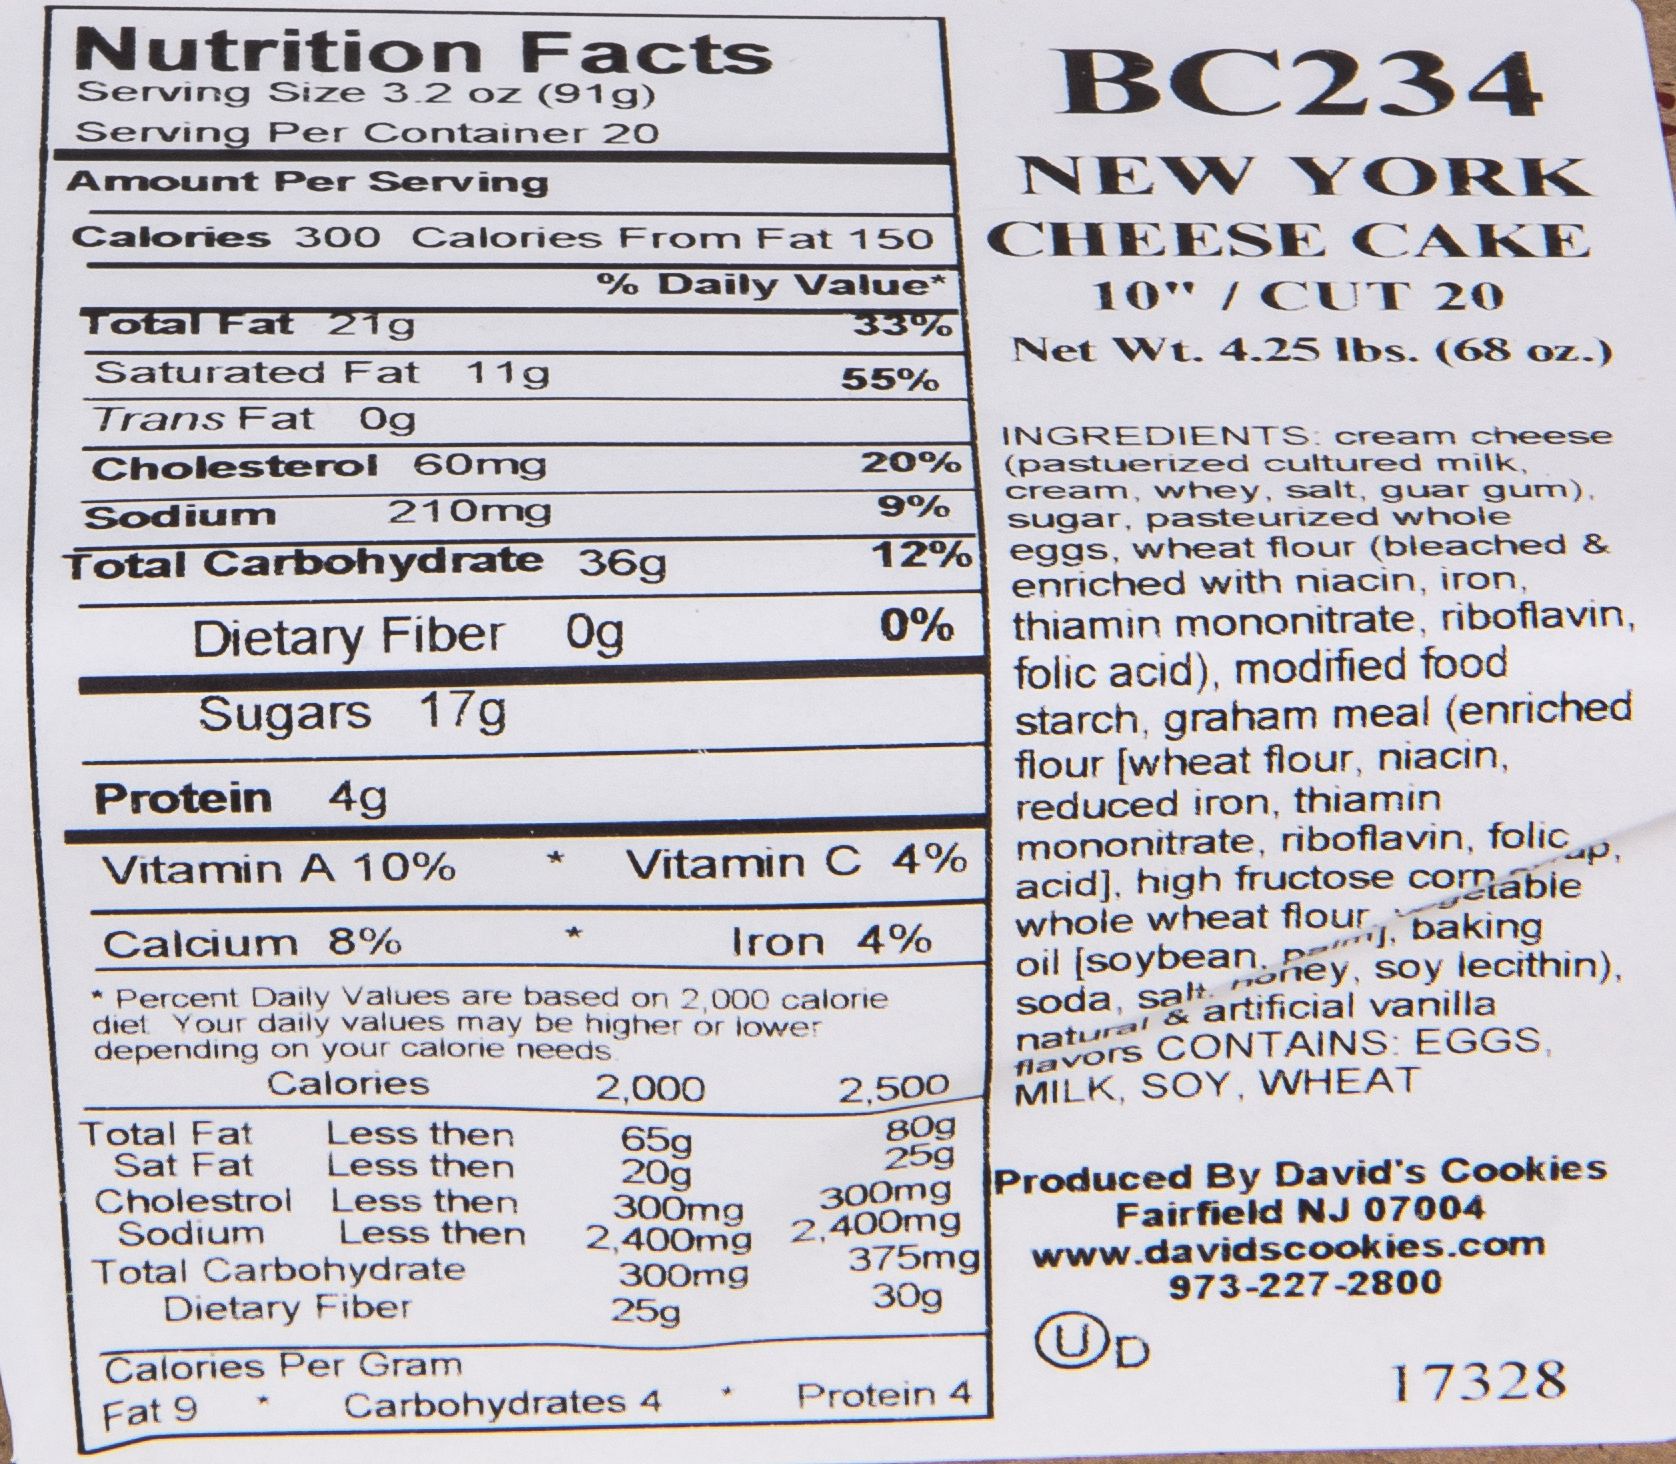 Nutrition Facts
Serving Size 3.2 oz (91g)
Serving Per Container 20
Amount Per Serving
Calories 300 Calories From Fat 150
% Daily Value*
Total Fat 21g 33%
Saturated Fat 11g 55%
Trans Fat 0g
Cholesterol 60mg 20%
Sodium 210mg 9%
Total Carbohydrate 36g 12%
Dietary Fiber 0g 0%
Sugars 17g
Protein 4g
Vitamin A 10% * Vitamin C 4%
Calcium 8% * Iron 4%
* Percent Daily Values are based on 2,000 calorie
diet. Your daily values may be higher or lower
depending on your calorie needs.
Calories 2,000 2,500
Total Fat Less then 65g 80g
Sat Fat Less then 20g 25g
Cholestrol Less then 300mg 300mg
Sodium Less then 2,400mg 2,400mg
Total Carbohydrate 300mg 375mg
Dietary Fiber 25g 30g
Calories Per Gram
Fat 9 * Carbohydrates 4 * Protein 4
BC234
NEW YORK
CHEESE CAKE
10" / CUT 20
Net Wt. 4.25 lbs. (68 oz.)
INGREDIENTS: cream cheese
(pastuerized cultured milk,
cream, whey, salt, guar gum),
sugar, pasteurized whole
eggs, wheat flour (bleached &
enriched with niacin, iron,
thiamin mononitrate, riboflavin,
folic acid), modified food
starch, graham meal (enriched
flour [wheat flour, niacin,
reduced iron, thiamin
mononitrate, riboflavin, folic
acid], high fructose corn
whole wheat flour,
oil [soybean, palm], baking
soda, salt, honey, soy lecithin),
natural & artificial vanilla
flavors CONTAINS: EGGS,
MILK, SOY, WHEAT
Produced By David's Cookies
Fairfield NJ 07004
www.davidscookies.com
973-227-2800
U D
17328